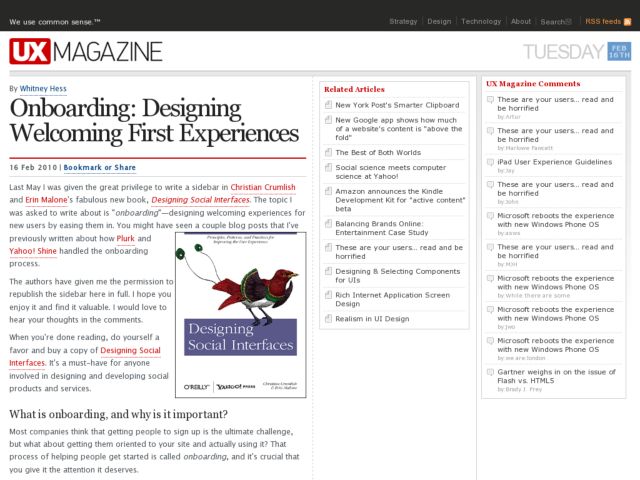 We use common sense.™
Strategy Design Technology About Search RSS feeds
UX MAGAZINE
TUESDAY FEB 16TH
By Whitney Hess
Onboarding: Designing
Welcoming First Experiences
16 Feb 2010 | Bookmark or Share
Last May I was given the great privilege to write a sidebar in Christian Crumlish
and Erin Malone's fabulous new book, Designing Social Interfaces. The topic I
was asked to write about is "onboarding"—designing welcoming experiences for
new users by easing them in. You might have seen a couple blog posts that I've
previously written about how Plurk and
Yahoo! Shine handled the onboarding
process.
The authors have given me the permission to
republish the sidebar here in full. I hope you
enjoy it and find it valuable. I would love to
hear your thoughts in the comments.
When you're done reading, do yourself a
favor and buy a copy of Designing Social
Interfaces. It's a must-have for anyone
involved in designing and developing social
products and services.
Principles, Patterns, and Practices for
Improving the User Experience
Designing
Social Interfaces
O'REILLY® YAHOO! PRESS
Christian Crumlish
& Erin Malone
What is onboarding, and why is it important?
Most companies think that getting people to sign up is the ultimate challenge,
but what about getting them oriented to your site and actually using it? That
process of helping people get started is called onboarding, and it's crucial that
you give it the attention it deserves.
Related Articles
New York Post's Smarter Clipboard
New Google app shows how much
of a website's content is "above the
fold"
The Best of Both Worlds
Social science meets computer
science at Yahoo!
Amazon announces the Kindle
Development Kit for "active content"
beta
Balancing Brands Online:
Entertainment Case Study
These are your users... read and be
horrified
Designing & Selecting Components
for UIs
Rich Internet Application Screen
Design
Realism in UI Design
UX Magazine Comments
These are your users... read and
be horrified
by Artur
These are your users... read and
be horrified
by Marlowe Fawcett
iPad User Experience Guidelines
by Jay
These are your users... read and
be horrified
by John
Microsoft reboots the experience
with new Windows Phone OS
by aswe
These are your users... read and
be horrified
by MxH
Microsoft reboots the experience
with new Windows Phone OS
by While there are some
Microsoft reboots the experience
with new Windows Phone OS
by Jwo
Microsoft reboots the experience
with new Windows Phone OS
by we are.london
Gartner weighs in on the issue of
Flash vs. HTML5
by Brady J. Frey